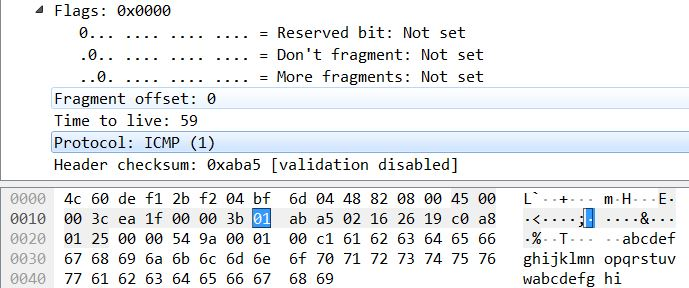 Flags: 0x0000
0... .... .... .... = Reserved bit: Not set
.0.. .... .... .... = Don't fragment: Not set
..0. .... .... .... = More fragments: Not set
Fragment offset: 0
Time to live: 59
Protocol: ICMP (1)
Header checksum: 0xaba5 [validation disabled]
0000 4c 60 de f1 2b f2 04 bf 6d 04 48 82 08 00 45 00 L`··+··· m·H···E·
0010 00 3c ea 1f 00 00 3b 01 ab a5 02 16 26 19 c0 a8 ·<····;· ····&···
0020 01 25 00 00 54 9a 00 01 00 c1 61 62 63 64 65 66 ·%··T··· ··abcdef
0030 67 68 69 6a 6b 6c 6d 6e 6f 70 71 72 73 74 75 76 ghijklmn opqrstuv
0040 77 61 62 63 64 65 66 67 68 69 wabcdefg hi